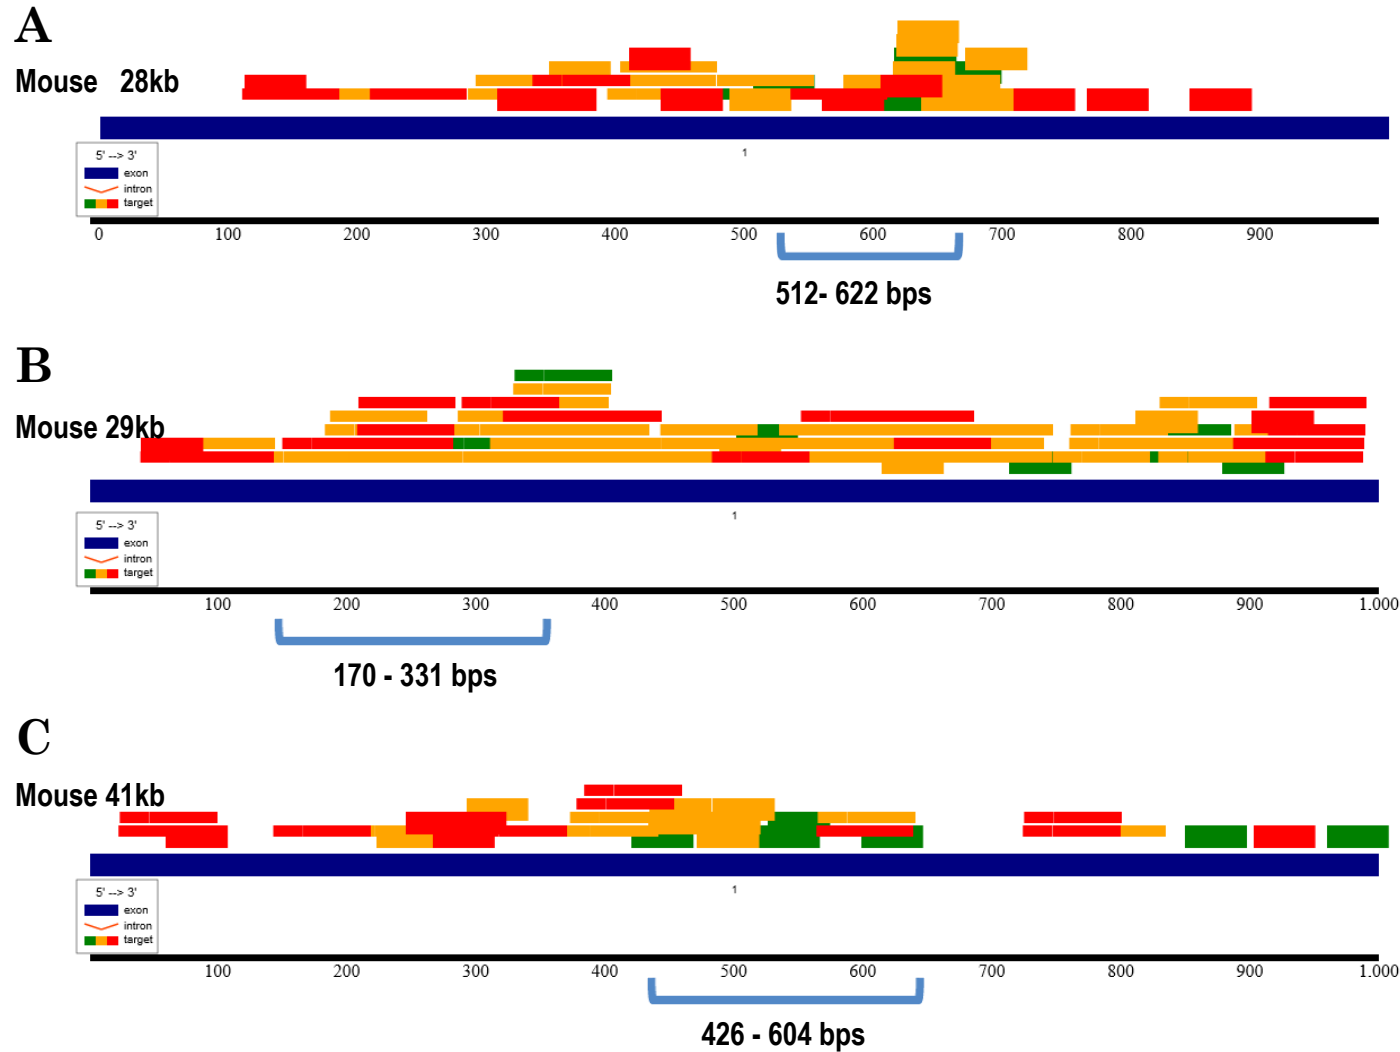 A
Mouse 28kb
1
5' --> 3'
exon
intron
target
0 100 200 300 400 500 600 700 800 900
512- 622 bps
B
Mouse 29kb
1
5' --> 3'
exon
intron
target
100 200 300 400 500 600 700 800 900 1.000
170 - 331 bps
C
Mouse 41kb
1
5' --> 3'
exon
intron
target
100 200 300 400 500 600 700 800 900 1.000
426 - 604 bps